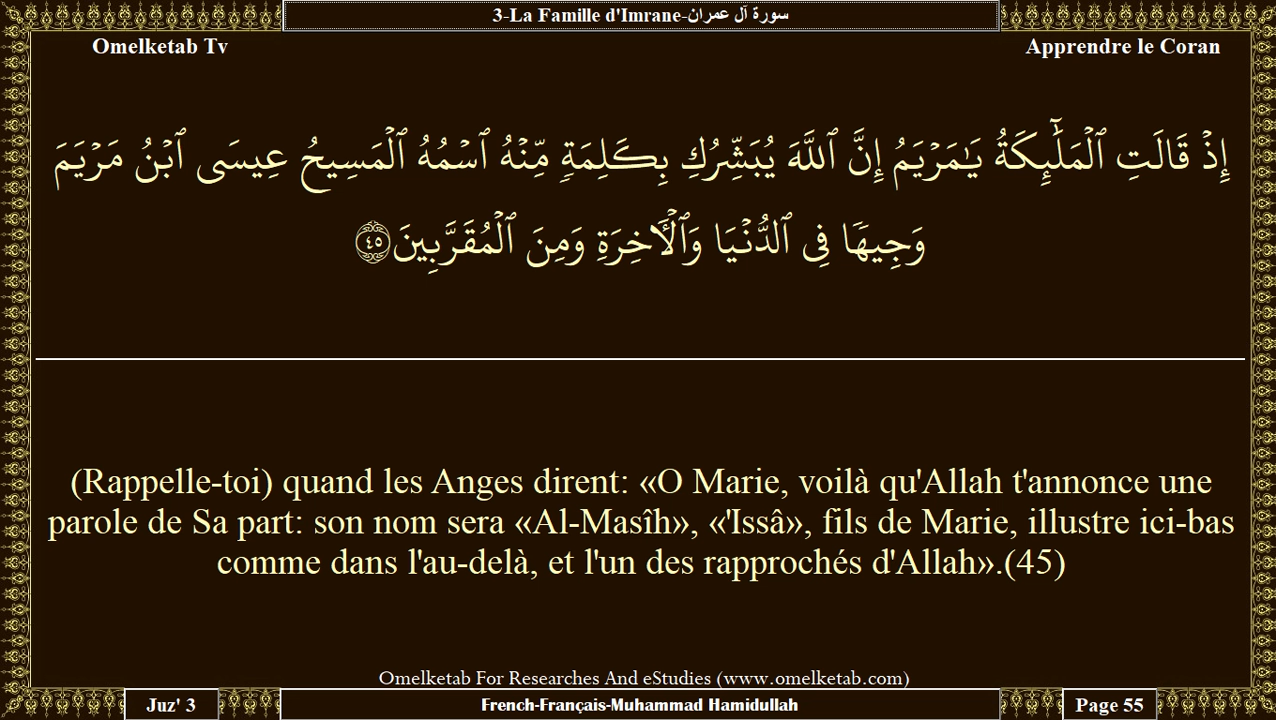 3-La Famille d'Imrane-سورة آل عمران
Omelketab Tv
Apprendre le Coran
إِذۡ قَالَتِ ٱلۡمَلَٰٓئِكَةُ يَٰمَرۡيَمُ إِنَّ ٱللَّهَ يُبَشِّرُكِ بِكَلِمَةٖ مِّنۡهُ ٱسۡمُهُ ٱلۡمَسِيحُ عِيسَى ٱبۡنُ مَرۡيَمَ
وَجِيهٗا فِي ٱلدُّنۡيَا وَٱلۡأٓخِرَةِ وَمِنَ ٱلۡمُقَرَّبِينَ ٤٥
(Rappelle-toi) quand les Anges dirent: «O Marie, voilà qu'Allah t'annonce une
parole de Sa part: son nom sera «Al-Masîh», «'Issâ», fils de Marie, illustre ici-bas
comme dans l'au-delà, et l'un des rapprochés d'Allah».(45)
Omelketab For Researches And eStudies (www.omelketab.com)
Juz' 3
French-Français-Muhammad Hamidullah
Page 55